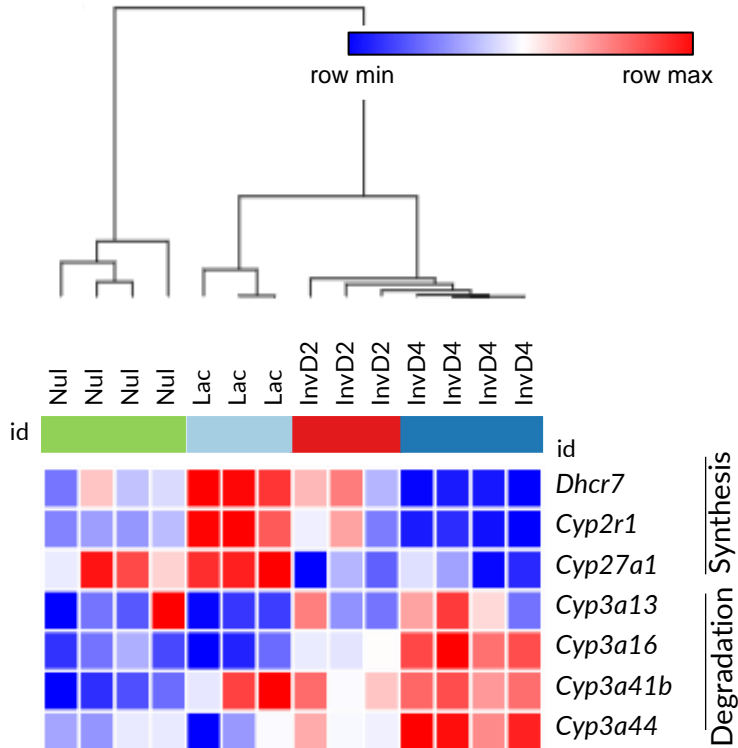 row min
row max
Nul
Nul
Nul
Nul
Lac
Lac
Lac
InvD2
InvD2
InvD2
InvD4
InvD4
InvD4
InvD4
id
id
Dhcr7
Cyp2r1
Cyp27a1
Cyp3a13
Cyp3a16
Cyp3a41b
Cyp3a44
Synthesis
Degradation